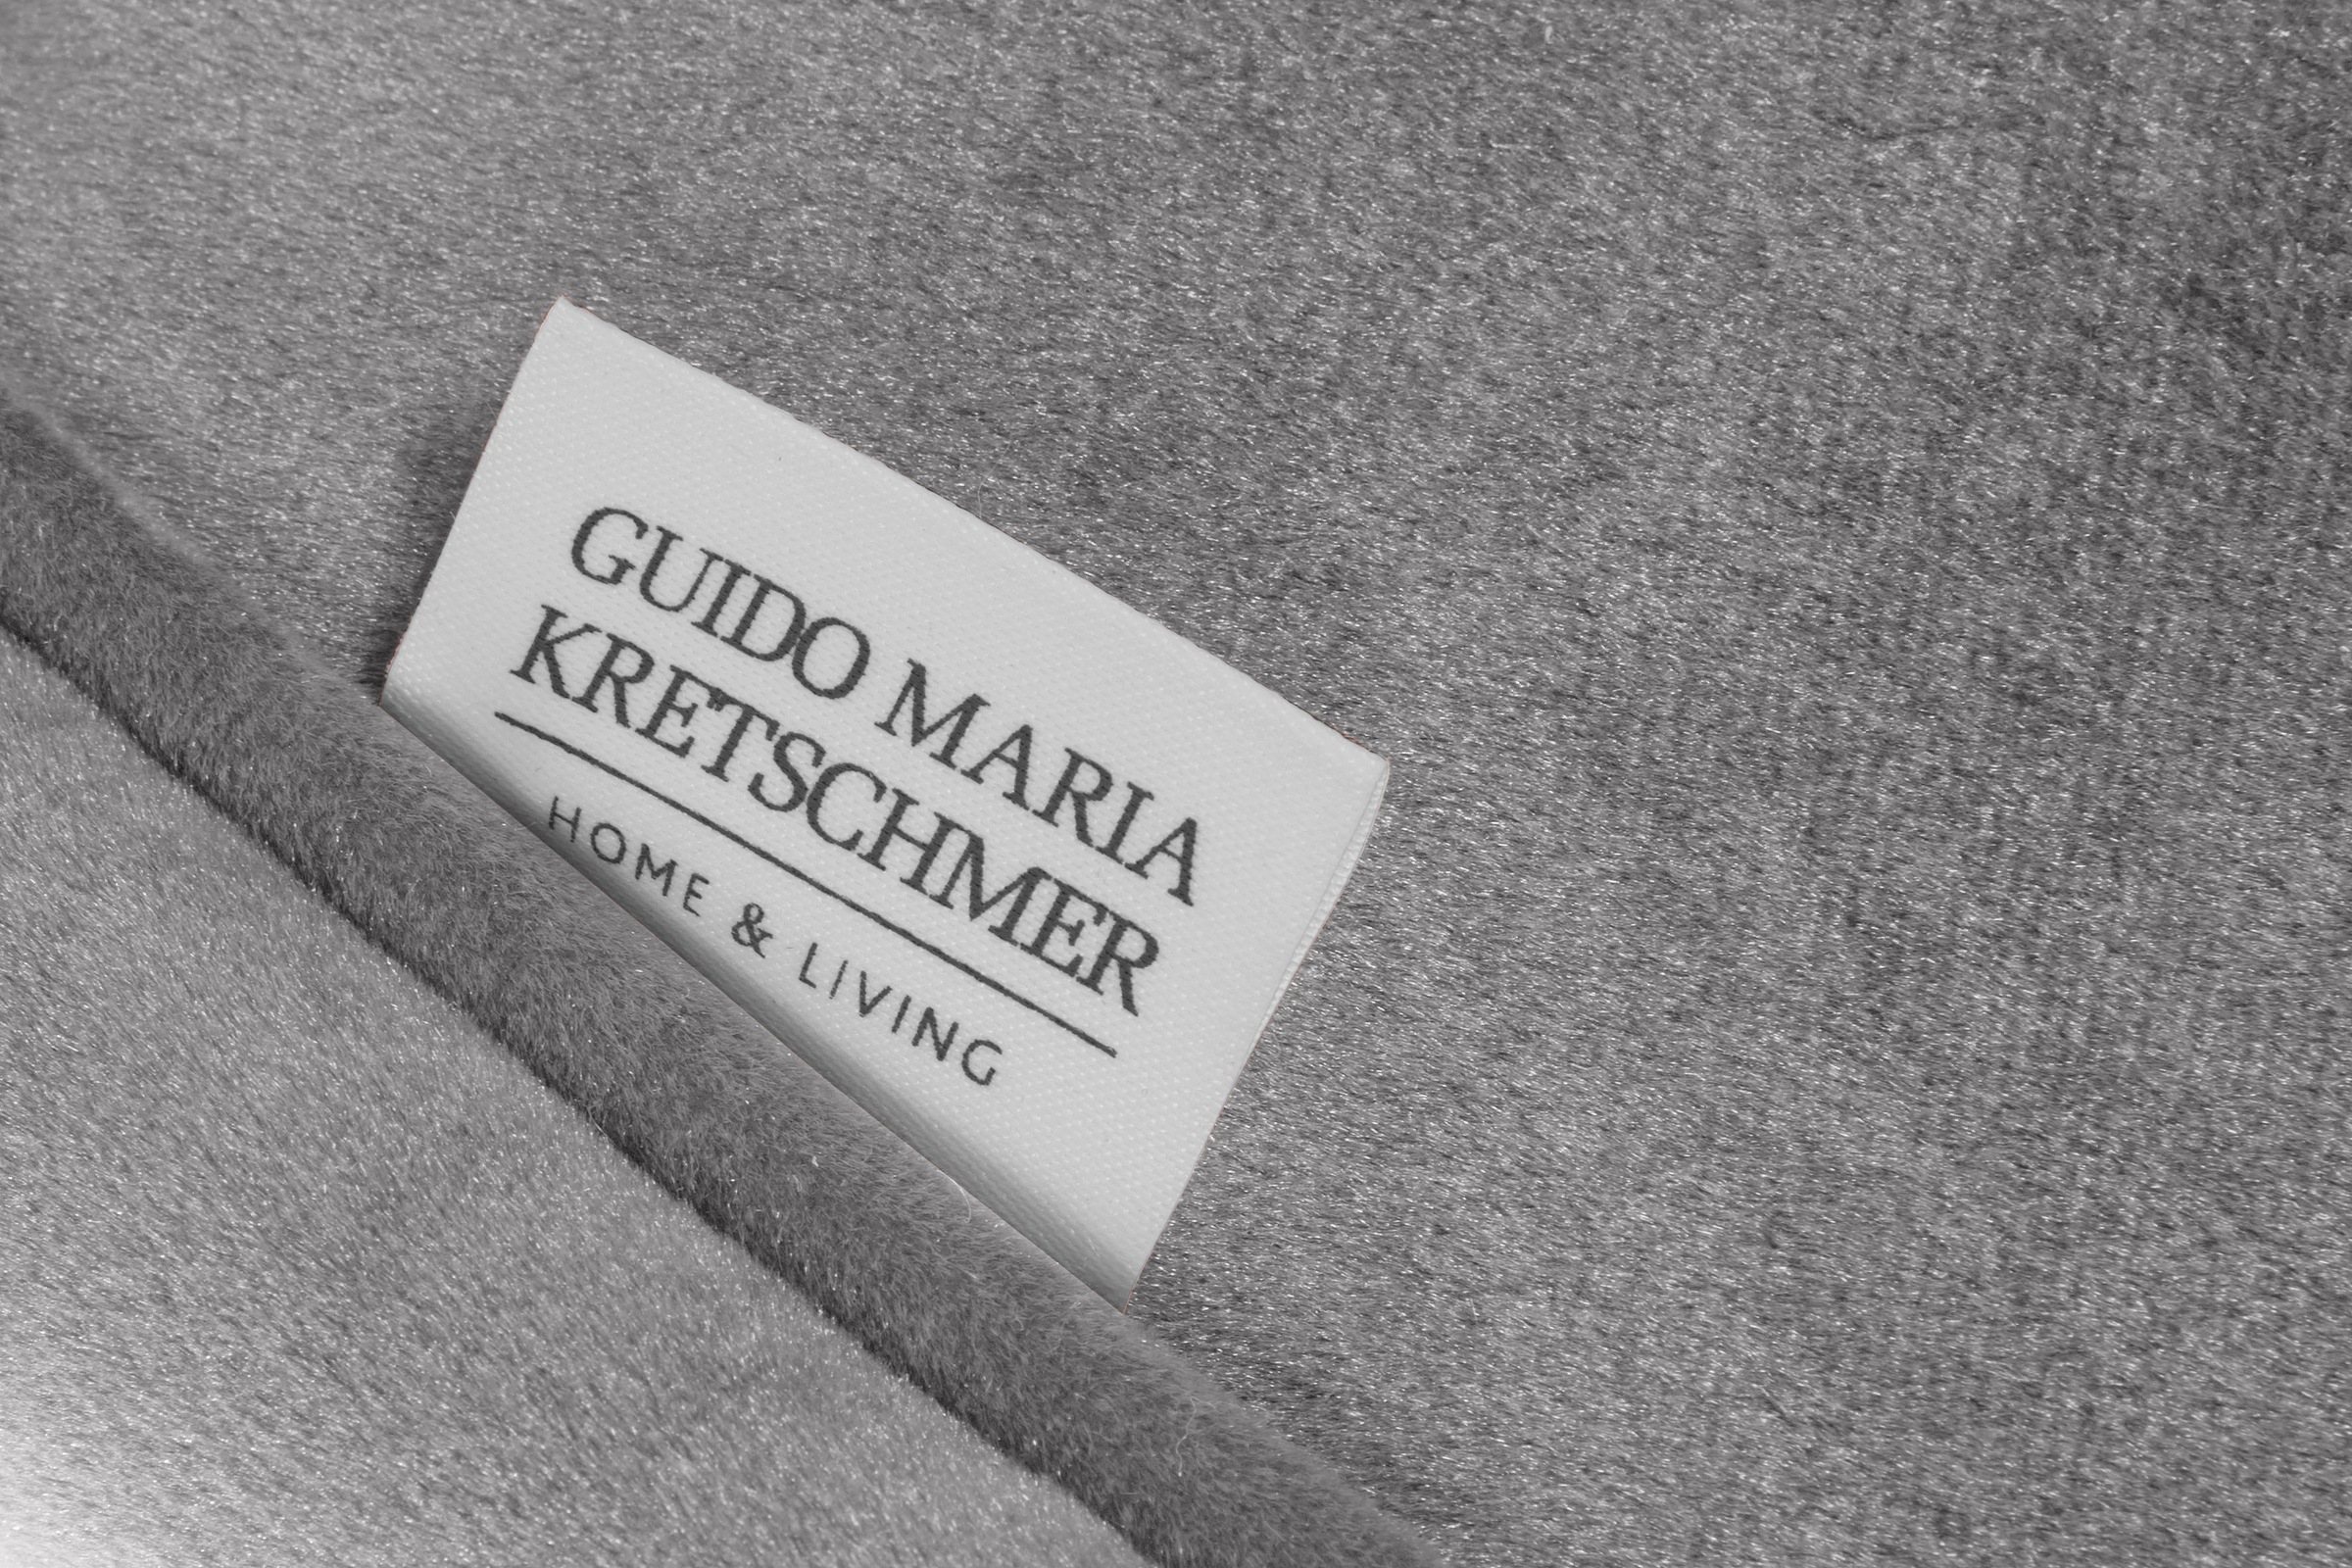 GUIDO MARIA
KRETSCHMER
HOME & LIVING